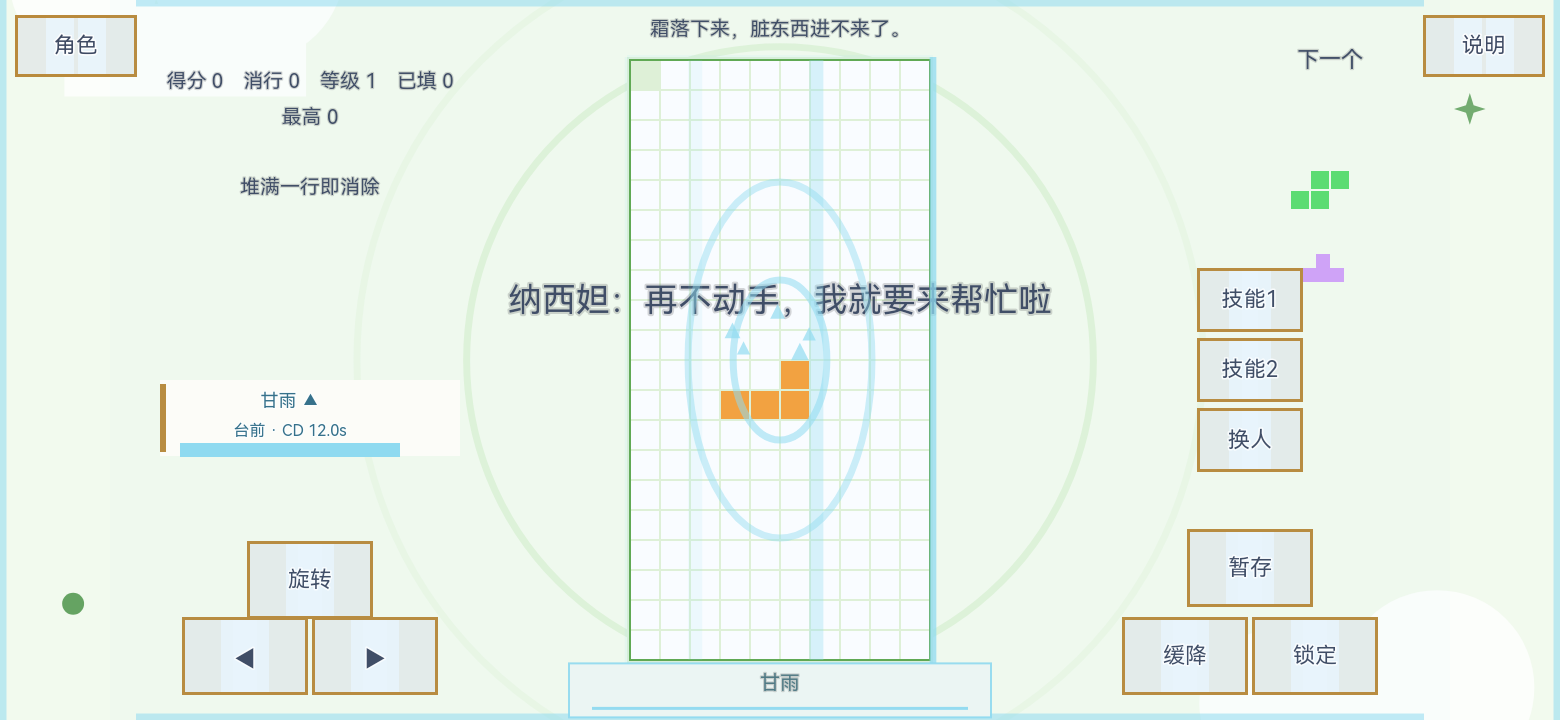 角色
霜落下来，脏东西进不来了。
说明
得分 0 消行 0 等级 1 已填 0
最高 0
下一个
堆满一行即消除
纳西妲：再不动手，我就要来帮忙啦
技能1
技能2
换人
甘雨 ▲
台前 · CD 12.0s
旋转
◀
▶
暂存
缓降
锁定
甘雨